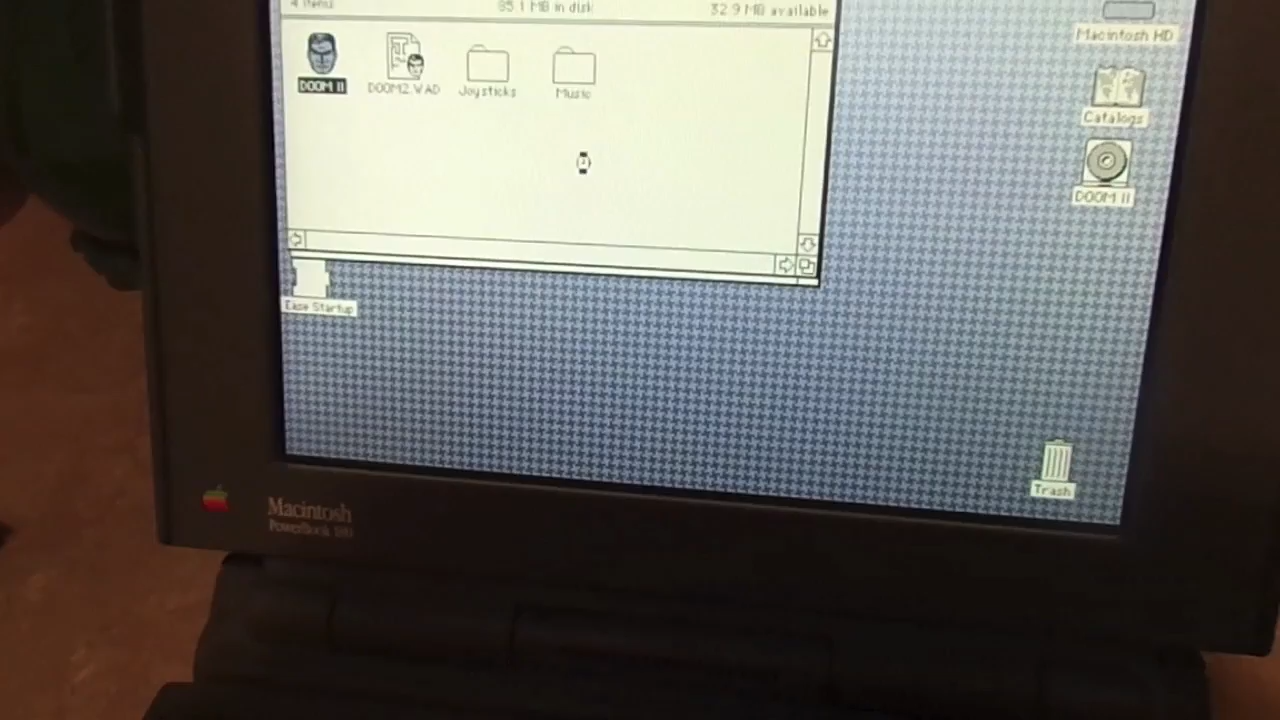 4 items 35.1 MB in disk 32.9 MB available
DOOM II DOOM2.WAD Joysticks Music
Macintosh HD
Catalogs
DOOM II
Ease Startup
Trash
Macintosh
PowerBook